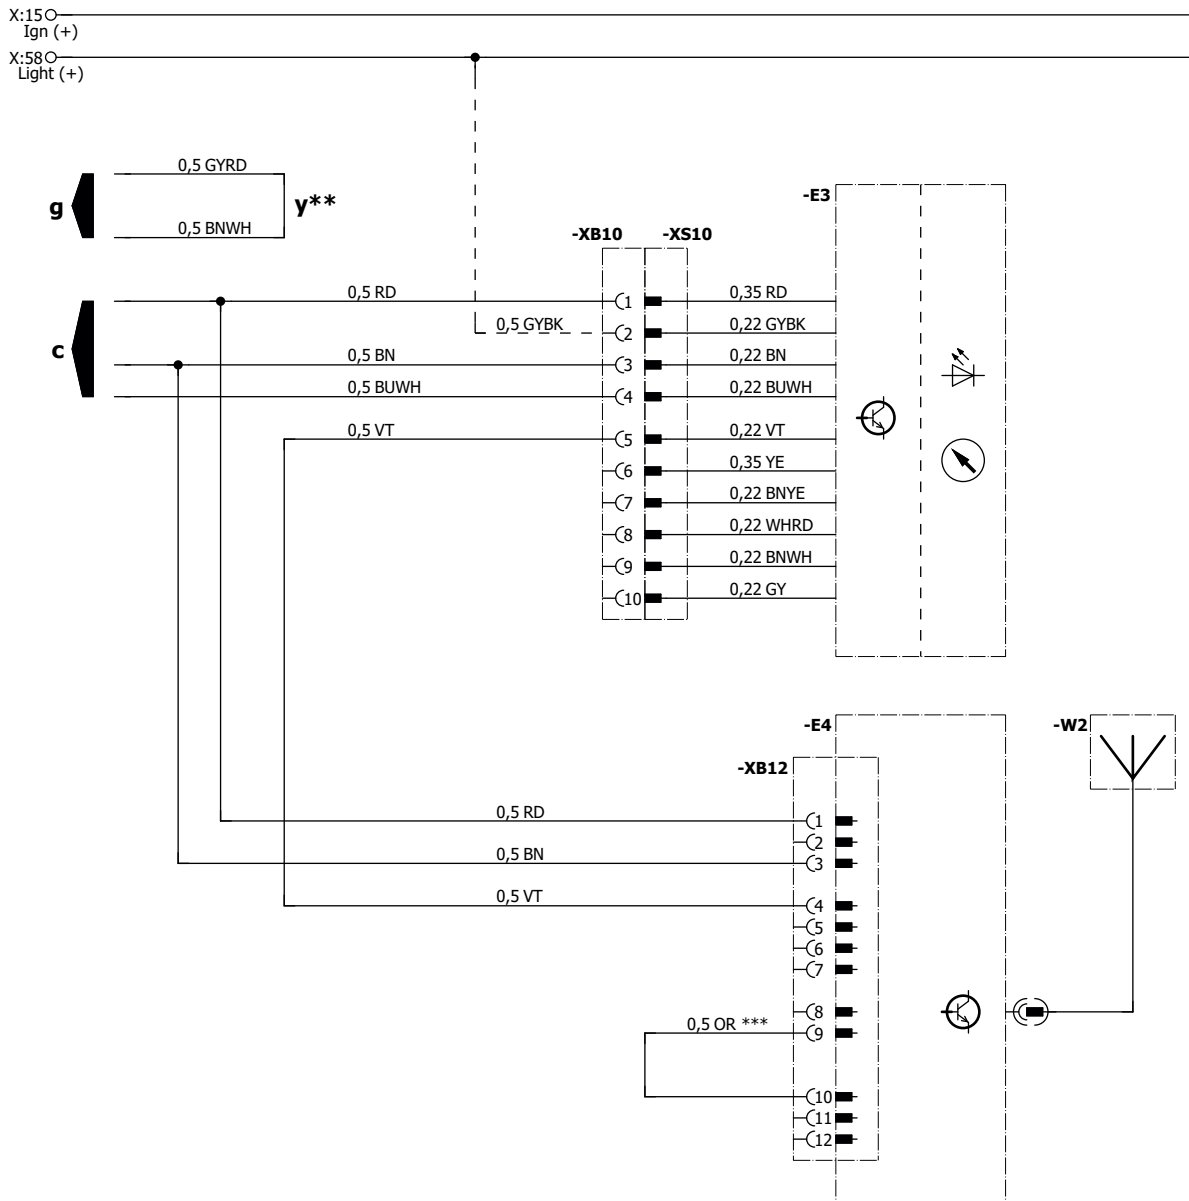 X:15
Ign (+)
X:58
Light (+)
0,5 GYRD
g
y**
0,5 BNWH
-E3
-XB10 -XS10
0,5 RD 1 0,35 RD
0,5 GYBK 2 0,22 GYBK
c
0,5 BN 3 0,22 BN
0,5 BUWH 4 0,22 BUWH
0,5 VT 5 0,22 VT
6 0,35 YE
7 0,22 BNYE
8 0,22 WHRD
9 0,22 BNWH
10 0,22 GY
-E4 -W2
-XB12
0,5 RD 1
2
0,5 BN 3
0,5 VT 4
5
6
7
8
0,5 OR *** 9
10
11
12